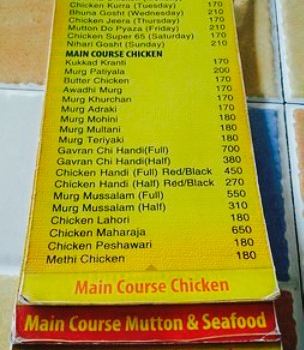 Chicken Kurra (Tuesday) 170
Bhuna Gosht (Wednesday) 210
Chicken Jeera (Thursday) 170
Mutton Do Pyaza (Friday) 210
Chicken Super 65 (Saturday) 170
Nihari Gosht (Sunday) 210
MAIN COURSE CHICKEN
Kukkad Kranti 170
Murg Patiyala 200
Butter Chicken 170
Awadhi Murg 170
Murg Khurchan 170
Murg Adraki 170
Murg Mohini 180
Murg Multani 180
Murg Teriyaki 180
Gavran Chi Handi(Full) 700
Gavran Chi Handi(Half) 380
Chicken Handi (Full) Red/Black 450
Chicken Handi (Half) Red/Black 270
Murg Mussalam (Full) 550
Murg Mussalam (Half) 310
Chicken Lahori 180
Chicken Maharaja 650
Chicken Peshawari 180
Methi Chicken 180
Main Course Chicken
Main Course Mutton & Seafood